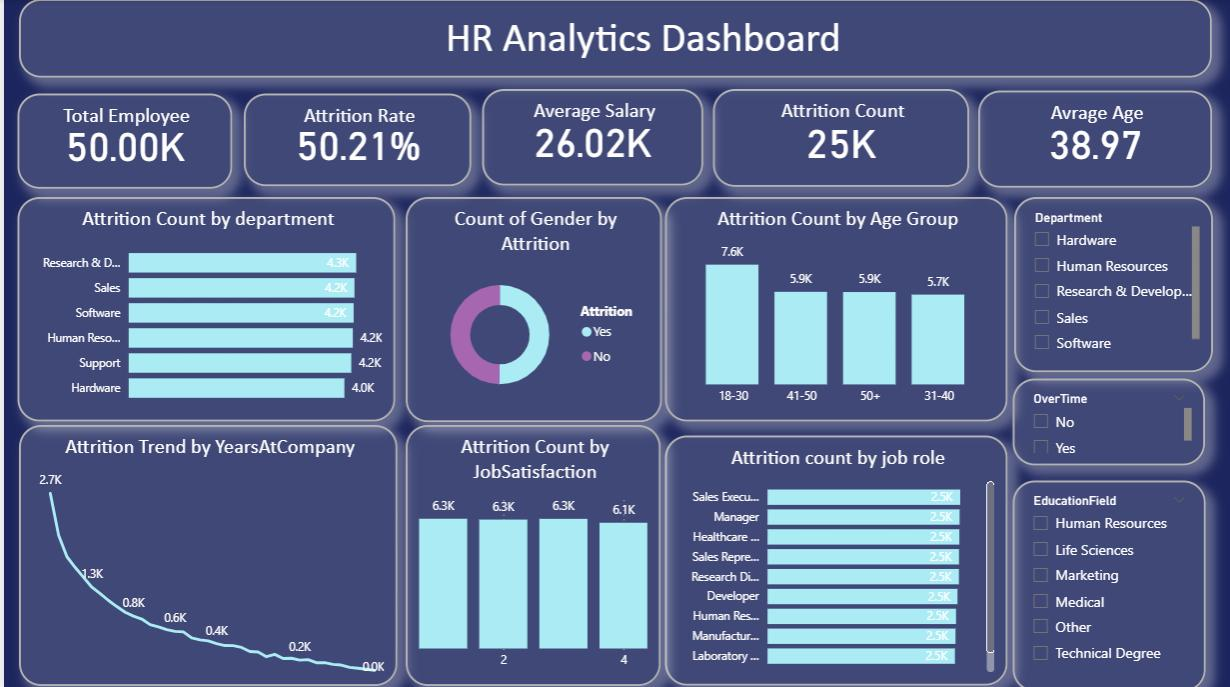 HR Analytics Dashboard
Total Employee
50.00K
Attrition Rate
50.21%
Average Salary
26.02K
Attrition Count
25K
Avrage Age
38.97
Attrition Count by department
Research & D... 4.3K
Sales 4.2K
Software 4.2K
Human Reso... 4.2K
Support 4.2K
Hardware 4.0K
Count of Gender by
Attrition
Attrition
Yes
No
Attrition Count by Age Group
7.6K 5.9K 5.9K 5.7K
18-30 41-50 50+ 31-40
Department
Hardware
Human Resources
Research & Develop...
Sales
Software
OverTime
No
Yes
Attrition Trend by YearsAtCompany
2.7K
1.3K
0.8K
0.6K
0.4K
0.2K
0.0K
Attrition Count by
JobSatisfaction
6.3K 6.3K 6.3K 6.1K
2 4
Attrition count by job role
Sales Execu... 2.5K
Manager 2.5K
Healthcare ... 2.5K
Sales Repre... 2.5K
Research Di... 2.5K
Developer 2.5K
Human Res... 2.5K
Manufactur... 2.5K
Laboratory ... 2.5K
EducationField
Human Resources
Life Sciences
Marketing
Medical
Other
Technical Degree